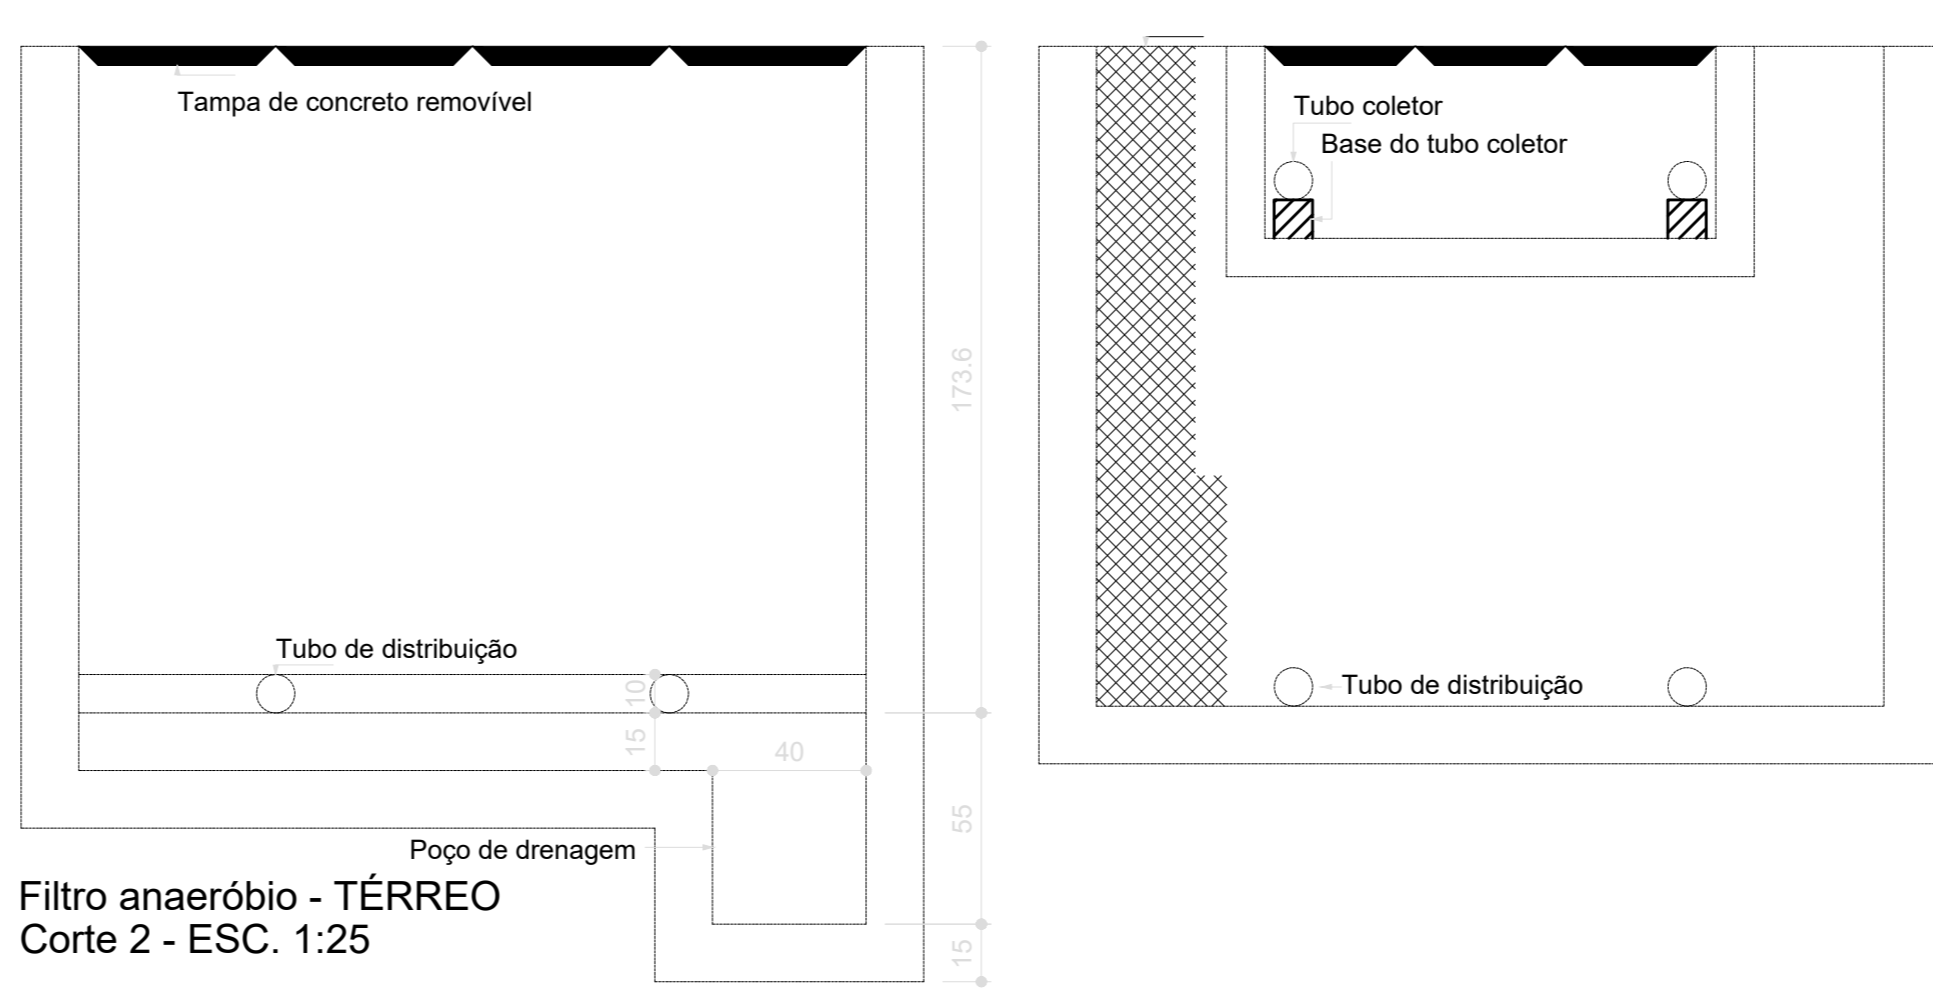 Tampa de concreto removível
Tubo coletor
Base do tubo coletor
173.6
Tubo de distribuição
10
Tubo de distribuição
15
40
55
Poço de drenagem
Filtro anaeróbio - TÉRREO
Corte 2 - ESC. 1:25
15